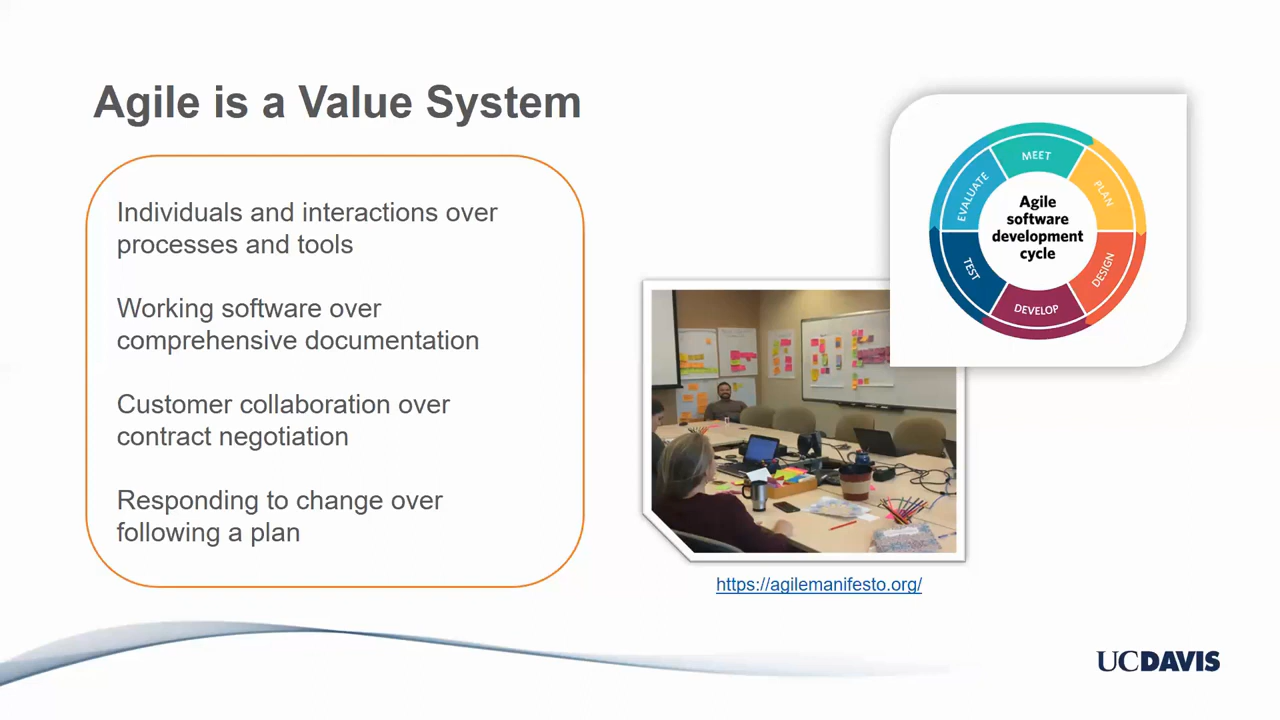 Agile is a Value System
Individuals and interactions over
processes and tools
Working software over
comprehensive documentation
Customer collaboration over
contract negotiation
Responding to change over
following a plan
MEET
PLAN
DESIGN
DEVELOP
TEST
EVALUATE
Agile
software
development
cycle
https://agilemanifesto.org/
UCDAVIS